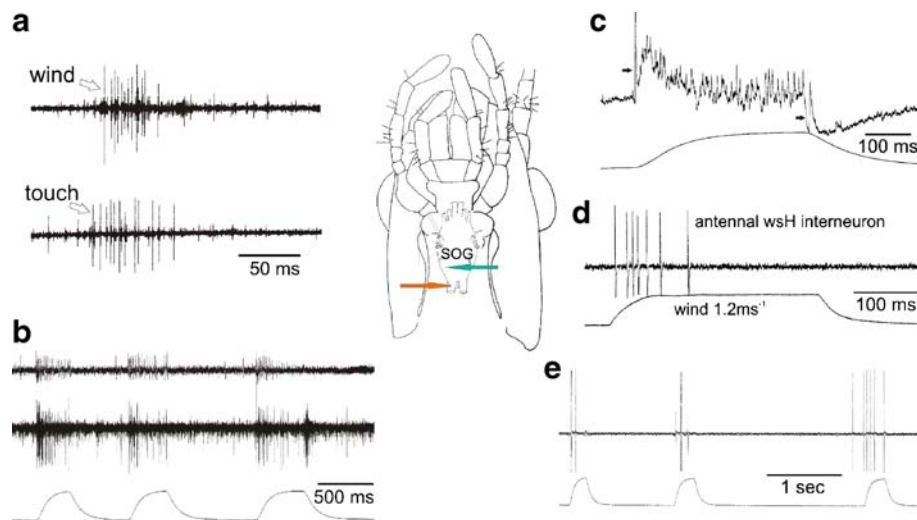 a
wind
touch
50 ms
b
500 ms
SOG
c
100 ms
d
antennal wsH interneuron
wind 1.2ms⁻¹
100 ms
e
1 sec